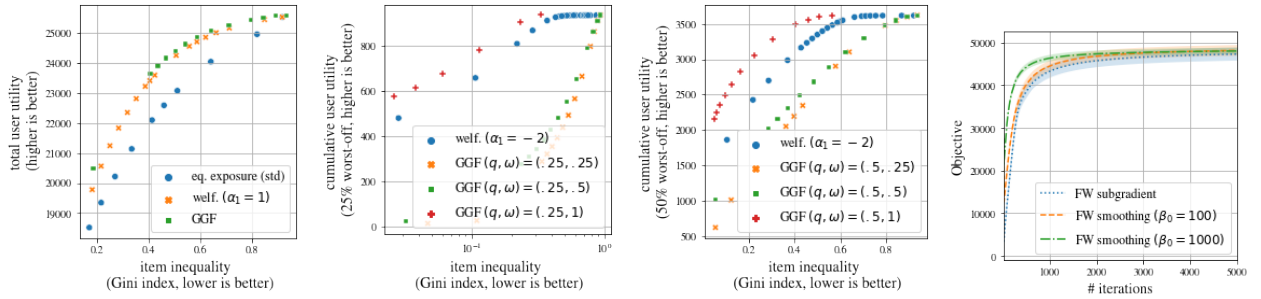 total user utility
(higher is better)
25000
24000
23000
22000
21000
20000
19000
0.2
0.4
0.6
0.8
item inequality
(Gini index, lower is better)
eq. exposure (std)
welf. (α₁ = 1)
GGF
cumulative user utility
(25% worst-off, higher is better)
800
600
400
200
0
10⁻¹
10⁰
item inequality
(Gini index, lower is better)
welf. (α₁ = −2)
GGF (q, ω) = (.25, .25)
GGF (q, ω) = (.25, .5)
GGF (q, ω) = (.25, 1)
cumulative user utility
(50% worst-off, higher is better)
3500
3000
2500
2000
1500
1000
500
0.0
0.2
0.4
0.6
0.8
item inequality
(Gini index, lower is better)
welf. (α₁ = −2)
GGF (q, ω) = (.5, .25)
GGF (q, ω) = (.5, .5)
GGF (q, ω) = (.5, 1)
Objective
50000
40000
30000
20000
10000
0
1000
2000
3000
4000
5000
# iterations
FW subgradient
FW smoothing (β₀ = 100)
FW smoothing (β₀ = 1000)